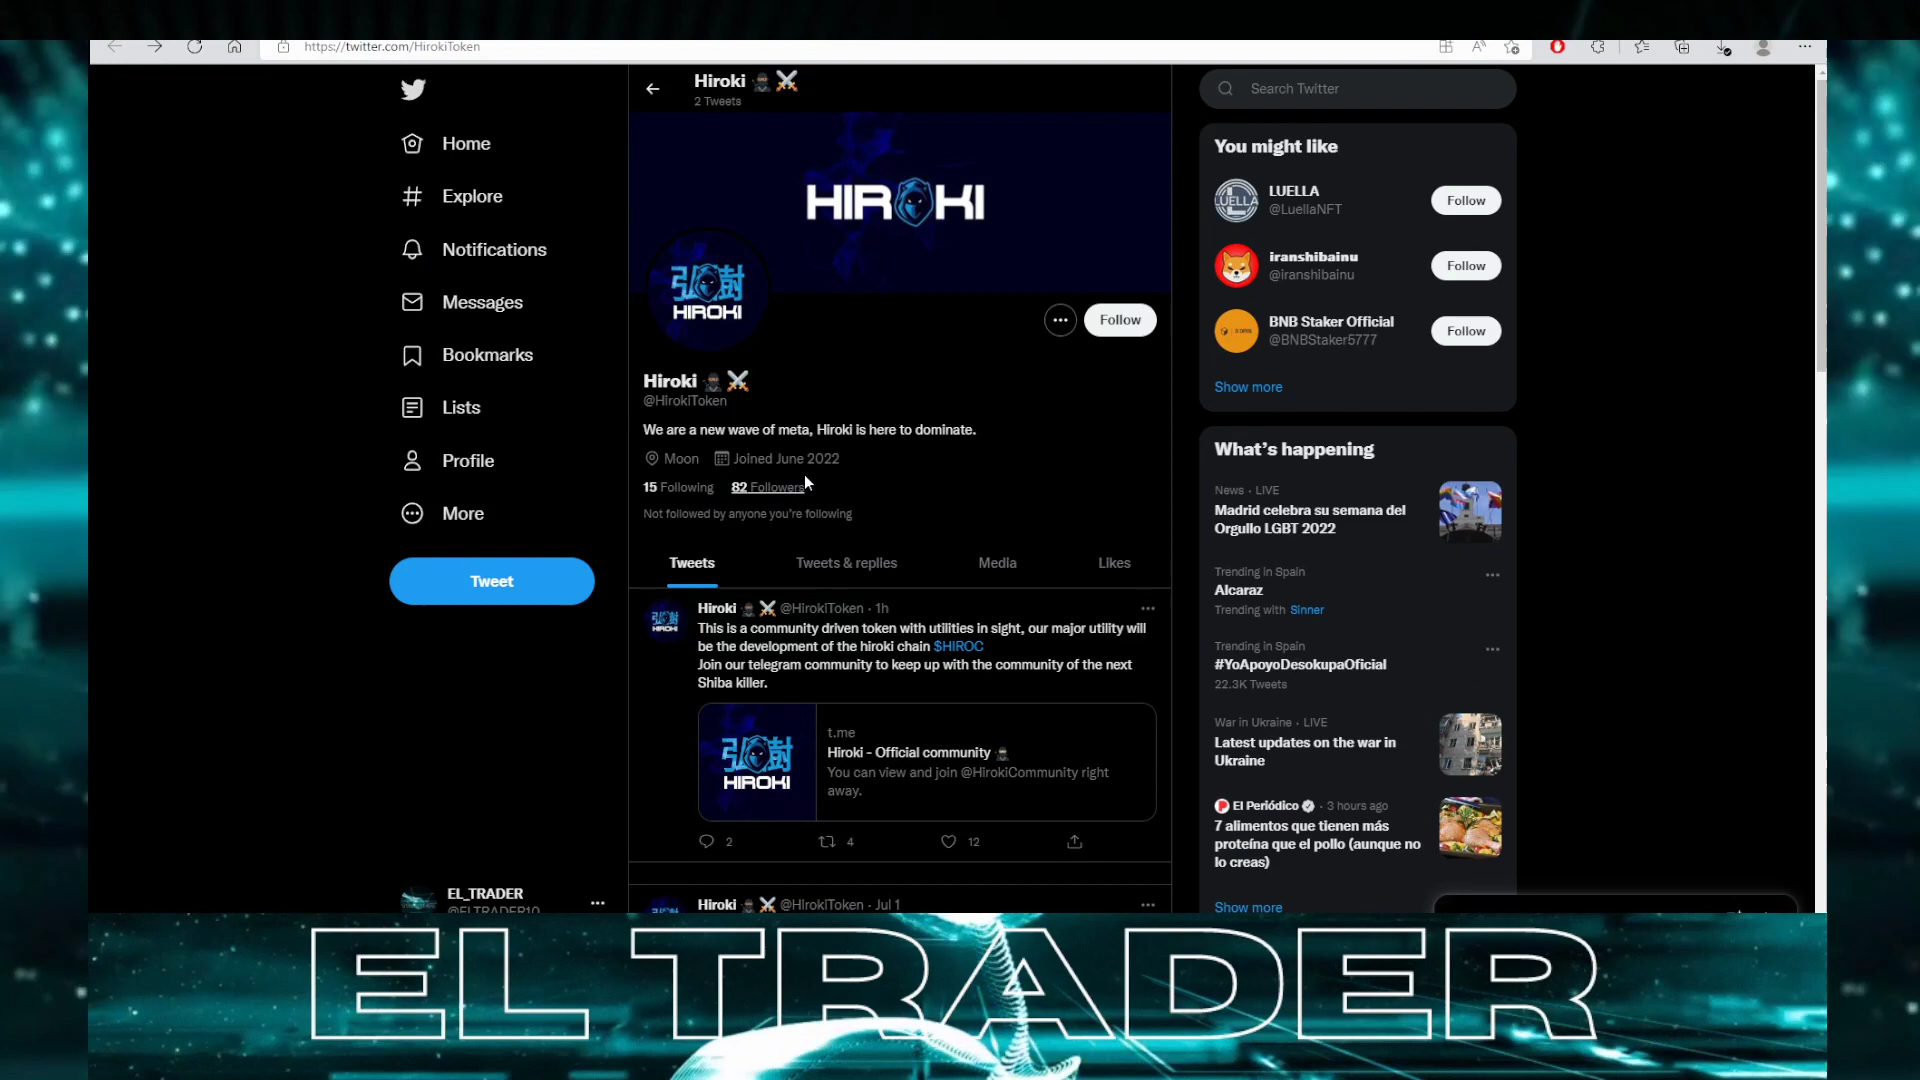 https://twitter.com/HirokiToken
Home
Explore
Notifications
Messages
Bookmarks
Lists
Profile
More
Tweet
EL_TRADER
@ELTRADER10
Hiroki
2 Tweets
HIROKI
弘樹
HIROKI
Follow
Hiroki
@HirokiToken
We are a new wave of meta, Hiroki is here to dominate.
Moon Joined June 2022
15 Following 82 Followers
Not followed by anyone you're following
Tweets Tweets & replies Media Likes
Hiroki @HirokiToken · 1h
This is a community driven token with utilities in sight, our major utility will
be the development of the hiroki chain $HIROC
Join our telegram community to keep up with the community of the next
Shiba killer.
弘樹
HIROKI
t.me
Hiroki - Official community
You can view and join @HirokiCommunity right
away.
2 4 12
Hiroki @HirokiToken · Jul 1
Search Twitter
You might like
LUELLA
LUELLA
@LuellaNFT
Follow
iranshibainu
@iranshibainu
Follow
BNB Staker Official
@BNBStaker5777
Follow
Show more
What's happening
News · LIVE
Madrid celebra su semana del
Orgullo LGBT 2022
Trending in Spain
Alcaraz
Trending with Sinner
Trending in Spain
#YoApoyoDesokupaOficial
22.3K Tweets
War in Ukraine · LIVE
Latest updates on the war in
Ukraine
El Periódico · 3 hours ago
7 alimentos que tienen más
proteína que el pollo (aunque no
lo creas)
Show more
EL TRADER